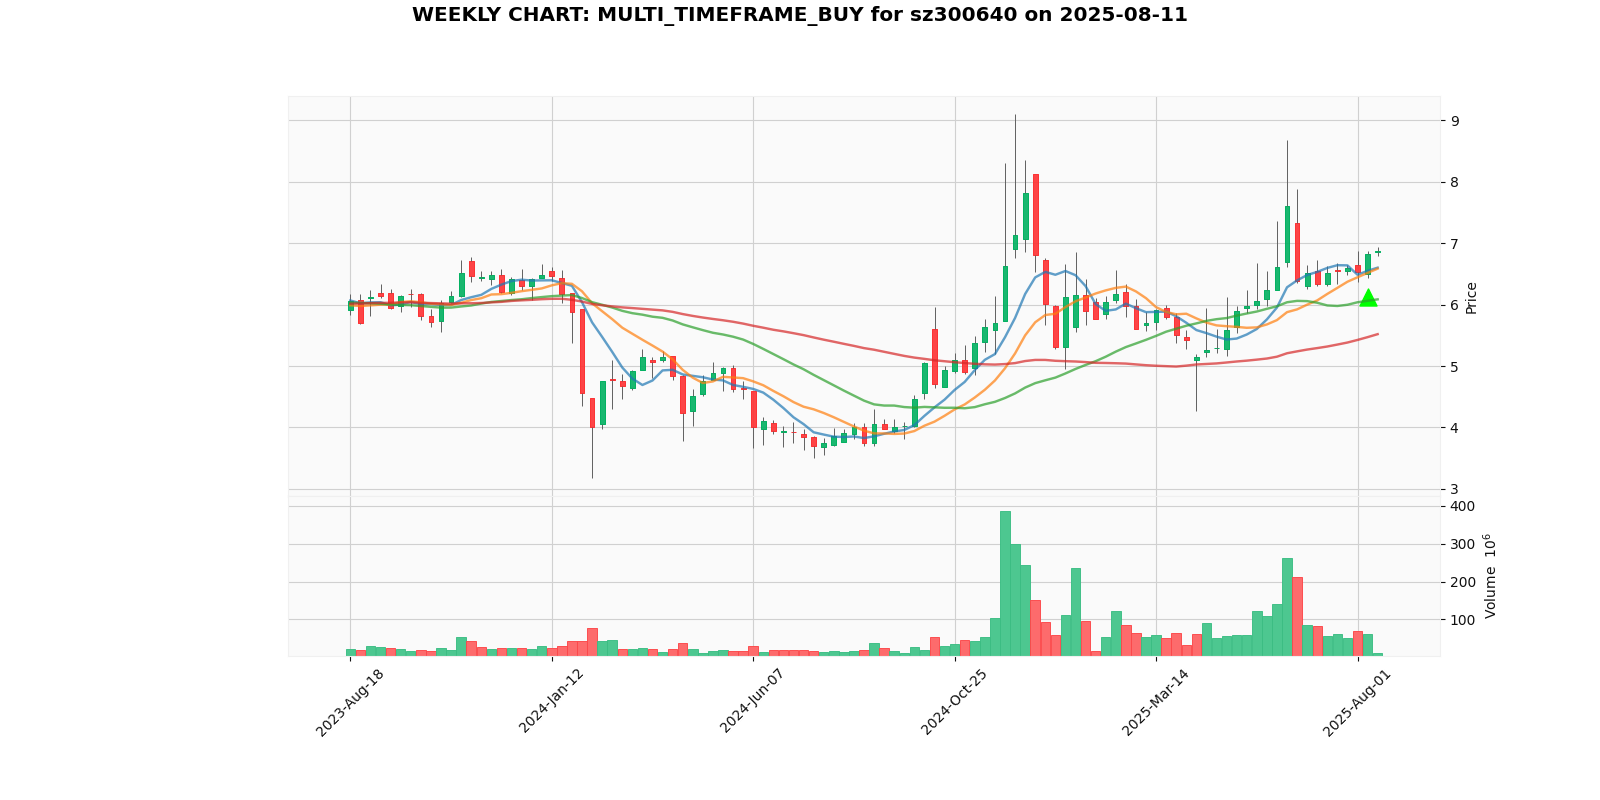 WEEKLY CHART: MULTI_TIMEFRAME_BUY for sz300640 on 2025-08-11
9
8
7
6
5
4
3
Price
400
300
200
100
Volume 10^6
2023-Aug-18
2024-Jan-12
2024-Jun-07
2024-Oct-25
2025-Mar-14
2025-Aug-01